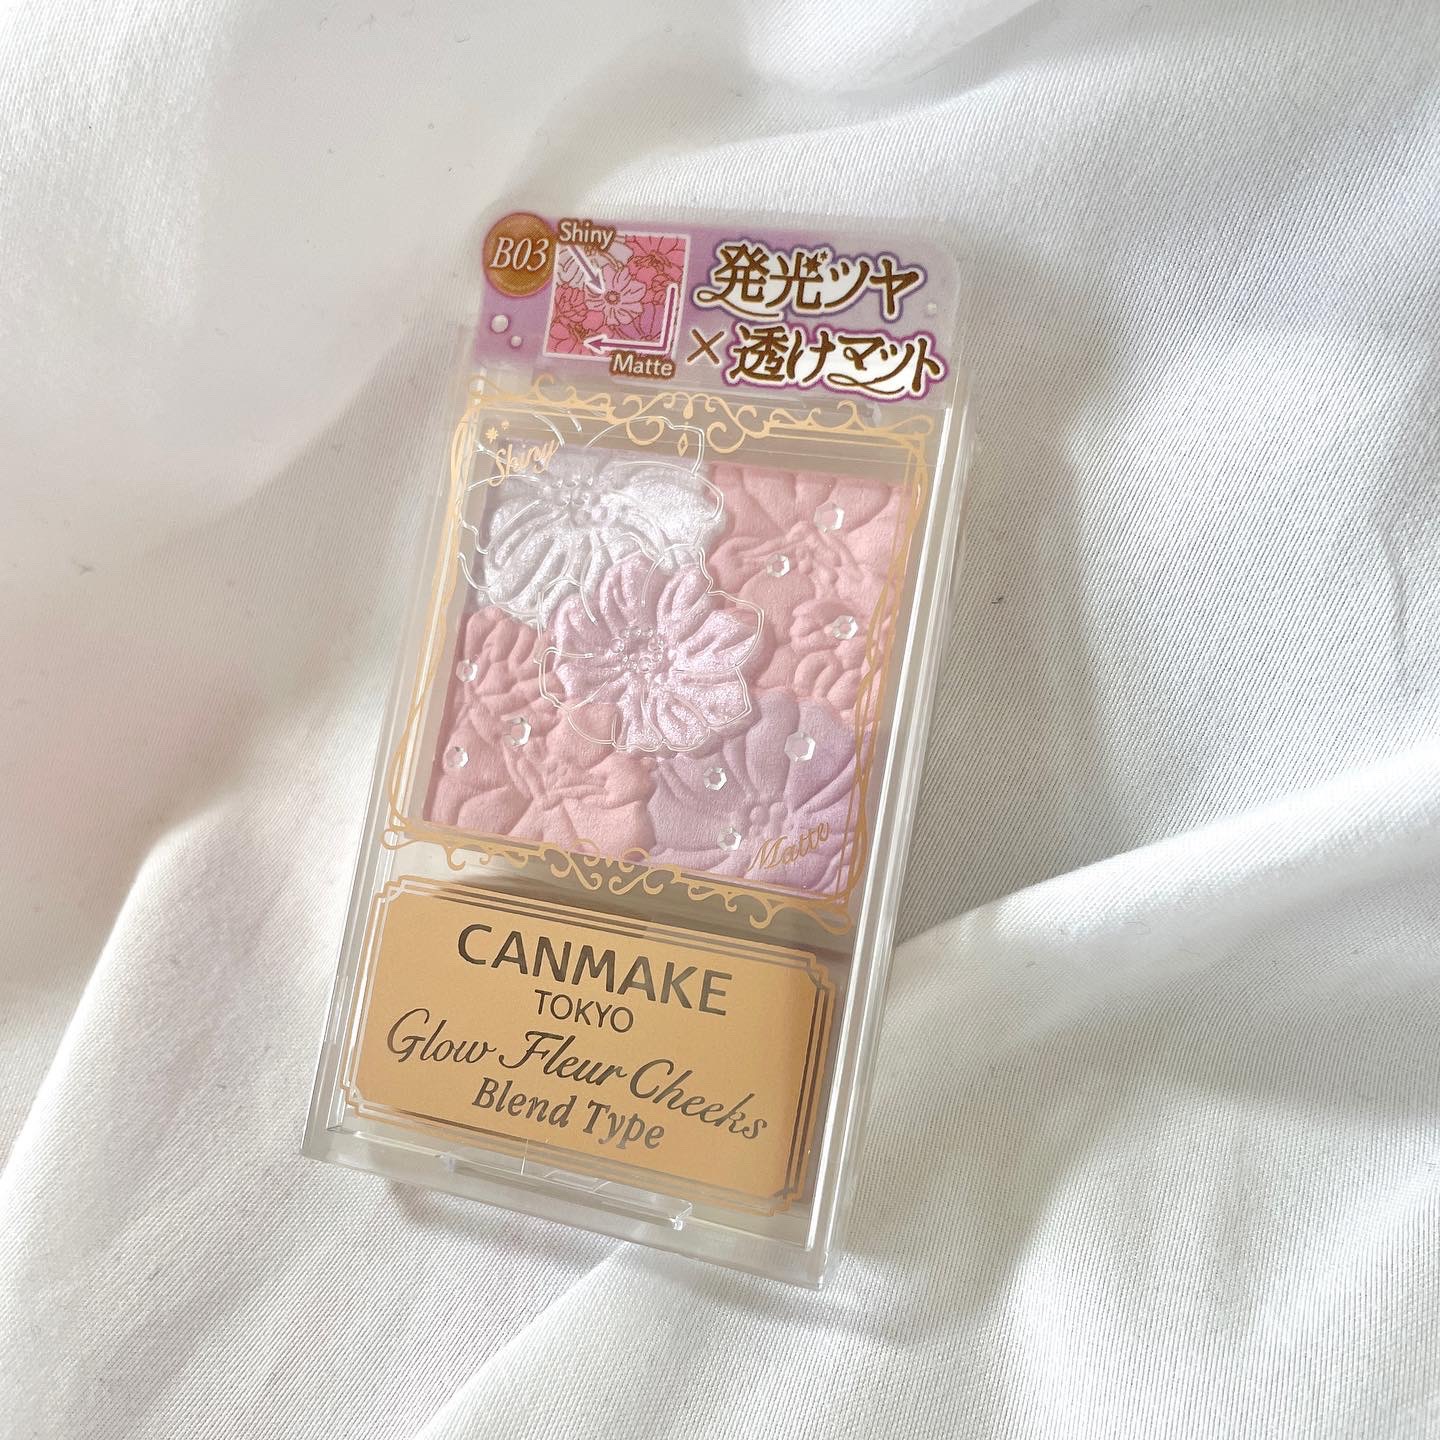 B03
Shiny
Matte
発光ツヤ
×透けマット
Shiny
Matte
CANMAKE
TOKYO
Glow Fleur Cheeks
Blend Type